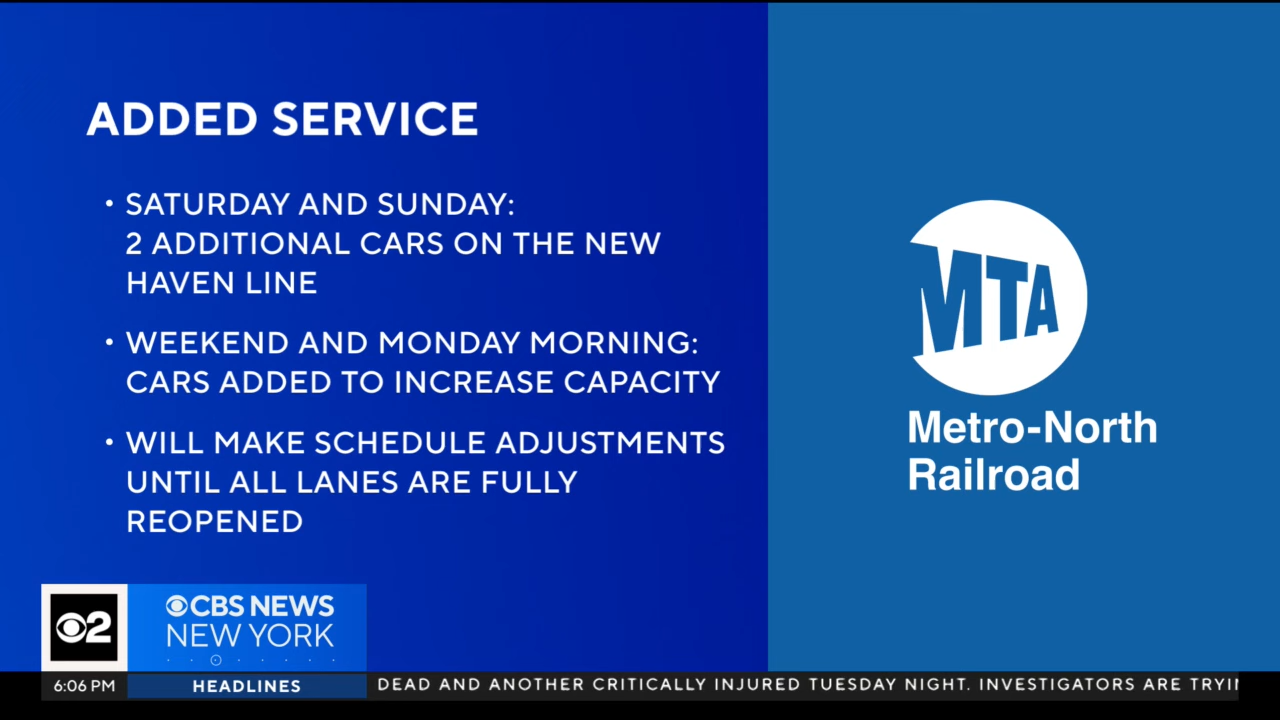 ADDED SERVICE
• SATURDAY AND SUNDAY:
2 ADDITIONAL CARS ON THE NEW
HAVEN LINE
• WEEKEND AND MONDAY MORNING:
CARS ADDED TO INCREASE CAPACITY
• WILL MAKE SCHEDULE ADJUSTMENTS
UNTIL ALL LANES ARE FULLY
REOPENED
MTA
Metro-North
Railroad
2
CBS NEWS
NEW YORK
6:06 PM
HEADLINES
DEAD AND ANOTHER CRITICALLY INJURED TUESDAY NIGHT. INVESTIGATORS ARE